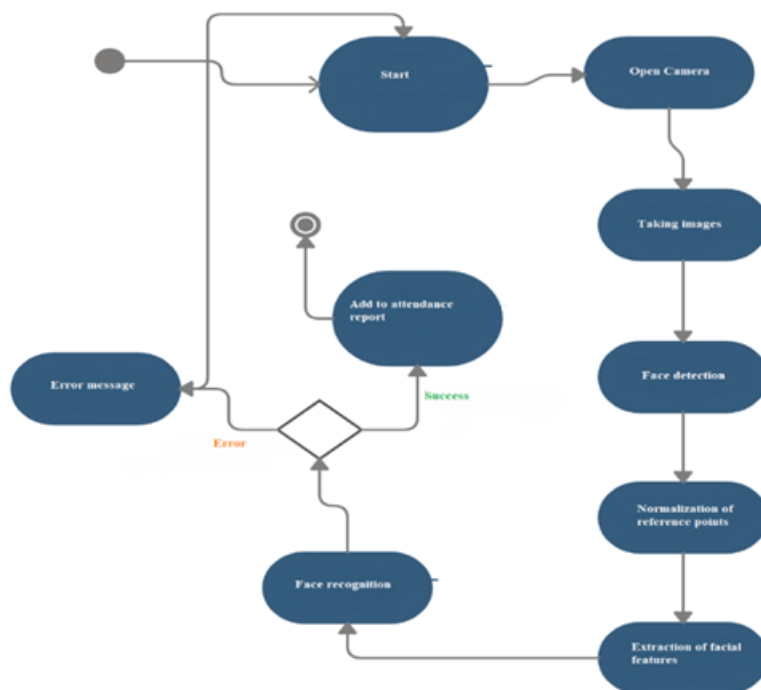 Start
Open Camera
Taking images
Add to attendance
report
Face detection
Error message
Success
Error
Normalization of
reference points
Face recognition
Extraction of facial
features